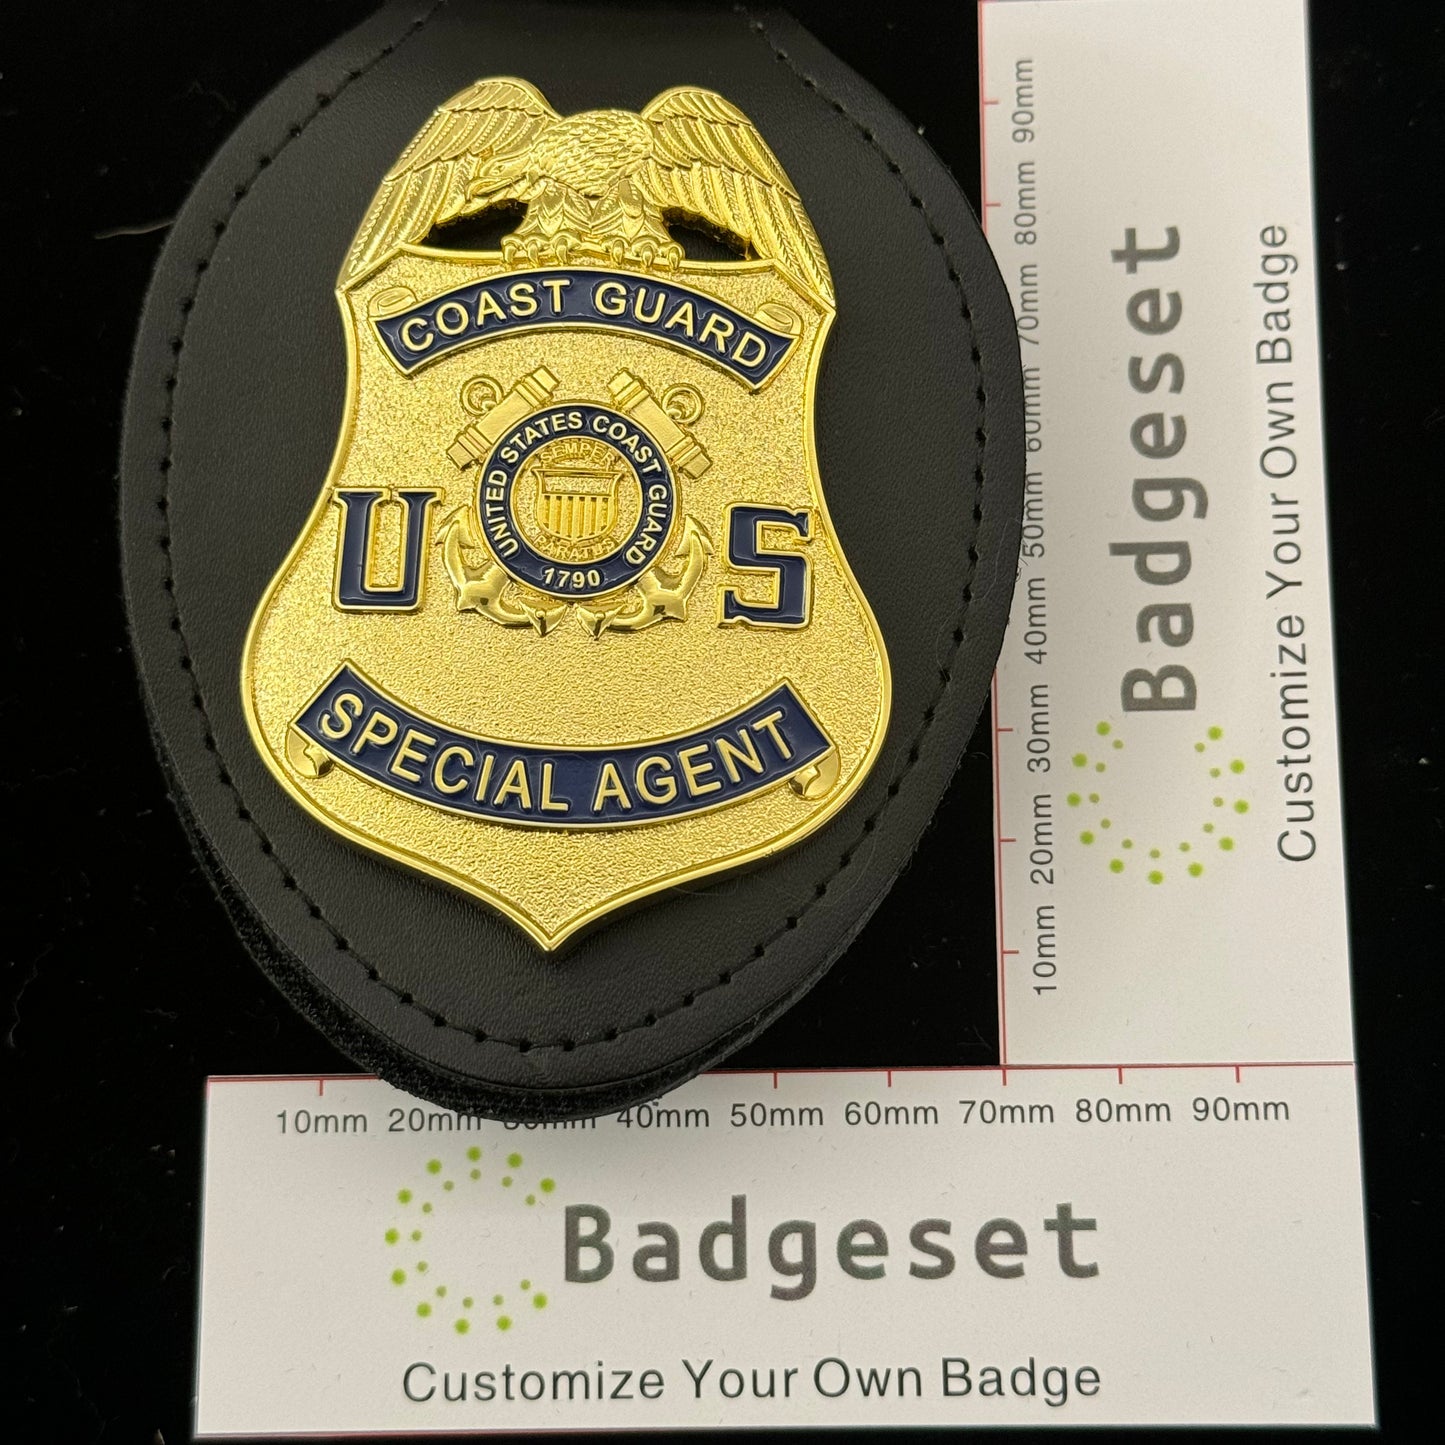 COAST GUARD
UNITED STATES COAST GUARD
SEMPER
PARATUS
1790
U S
SPECIAL AGENT
90mm
80mm
70mm
60mm
50mm
40mm
30mm
20mm
10mm
Badgeset
Customize Your Own Badge
10mm 20mm 30mm 40mm 50mm 60mm 70mm 80mm 90mm
Badgeset
Customize Your Own Badge